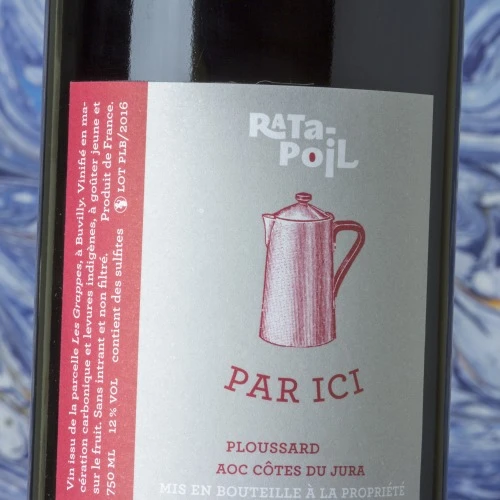 RATA-
POIL
PAR ICI
PLOUSSARD
AOC CÔTES DU JURA
MIS EN BOUTEILLE À LA PROPRIÉTÉ
Vin issu de la parcelle Les Grappes, à Buvilly. Vinifié en ma-
cération carbonique et levures indigènes, à goûter jeune et
sur le fruit. Sans intrant et non filtré. Produit de France.
750 ML 12 % VOL contient des sulfites LOT PLB/2016